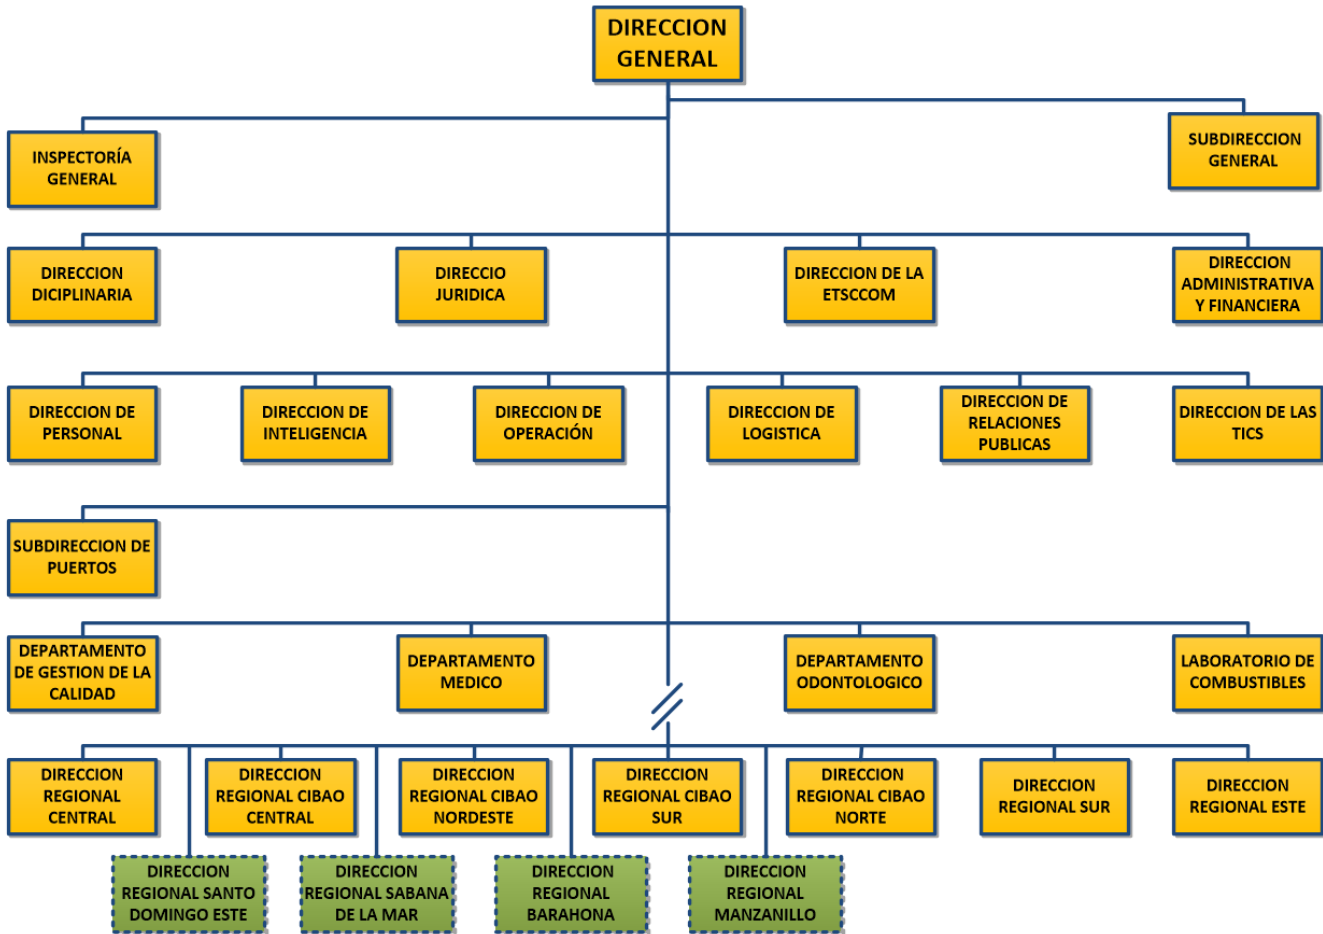 DIRECCION
GENERAL
INSPECTORÍA
GENERAL
SUBDIRECCION
GENERAL
DIRECCION
DICIPLINARIA
DIRECCIO
JURIDICA
DIRECCION DE LA
ETSCCOM
DIRECCION
ADMINISTRATIVA
Y FINANCIERA
DIRECCION DE
PERSONAL
DIRECCION DE
INTELIGENCIA
DIRECCION DE
OPERACIÓN
DIRECCION DE
LOGISTICA
DIRECCION DE
RELACIONES
PUBLICAS
DIRECCION DE LAS
TICS
SUBDIRECCION DE
PUERTOS
DEPARTAMENTO
DE GESTION DE LA
CALIDAD
DEPARTAMENTO
MEDICO
DEPARTAMENTO
ODONTOLOGICO
LABORATORIO DE
COMBUSTIBLES
DIRECCION
REGIONAL
CENTRAL
DIRECCION
REGIONAL CIBAO
CENTRAL
DIRECCION
REGIONAL CIBAO
NORDESTE
DIRECCION
REGIONAL CIBAO
SUR
DIRECCION
REGIONAL CIBAO
NORTE
DIRECCION
REGIONAL SUR
DIRECCION
REGIONAL ESTE
DIRECCION
REGIONAL SANTO
DOMINGO ESTE
DIRECCION
REGIONAL SABANA
DE LA MAR
DIRECCION
REGIONAL
BARAHONA
DIRECCION
REGIONAL
MANZANILLO